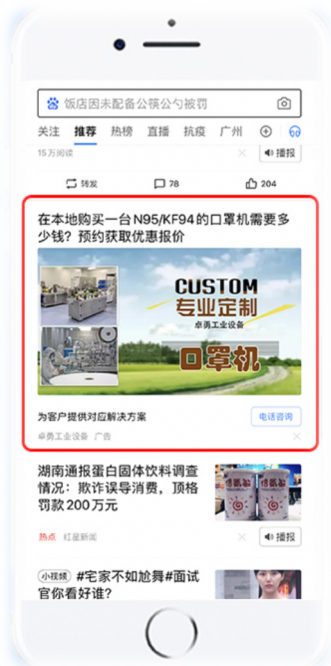 饭店因未配备公筷公勺被罚
关注 推荐 热榜 直播 抗疫 广州
15万阅读
播报
转发 78 204
在本地购买一台N95/KF94的口罩机需要多
少钱？预约获取优惠报价
CUSTOM
专业定制
卓勇工业设备
口罩机
为客户提供对应解决方案
电话咨询
卓勇工业设备 广告
湖南通报蛋白固体饮料调查
情况：欺诈误导消费，顶格
罚款200万元
热点 红星新闻
播报
小视频 #宅家不如尬舞#面试
官你看好谁？